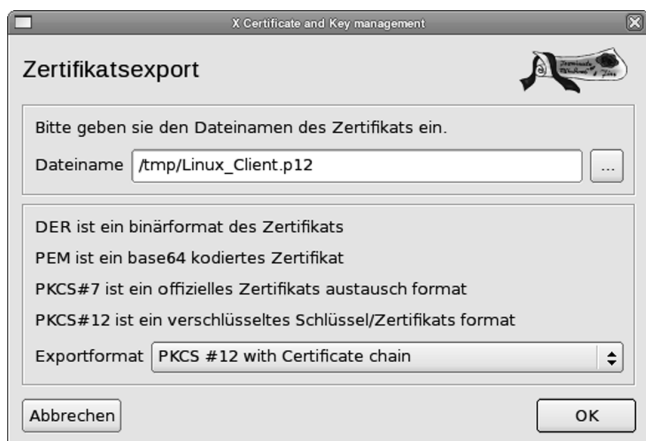 X Certificate and Key management
Zertifikatsexport
Bitte geben sie den Dateinamen des Zertifikats ein.
Dateiname /tmp/Linux_Client.p12 ...
DER ist ein binärformat des Zertifikats
PEM ist ein base64 kodiertes Zertifikat
PKCS#7 ist ein offizielles Zertifikats austausch format
PKCS#12 ist ein verschlüsseltes Schlüssel/Zertifikats format
Exportformat PKCS #12 with Certificate chain
Abbrechen OK